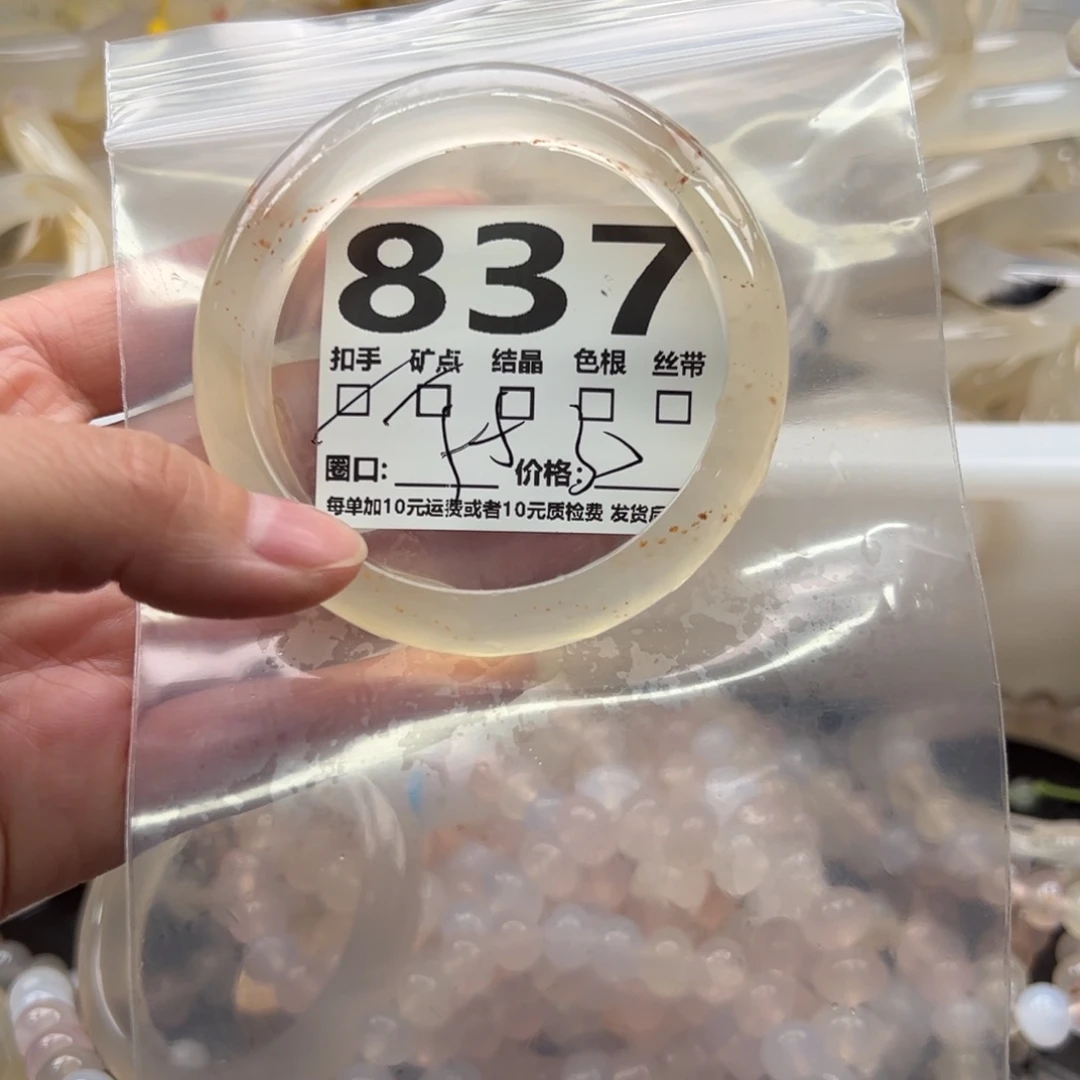 837
扣手 矿点 结晶 色根 丝带
圈口: 价格:
每单加10元运费或者10元质检费 发货后